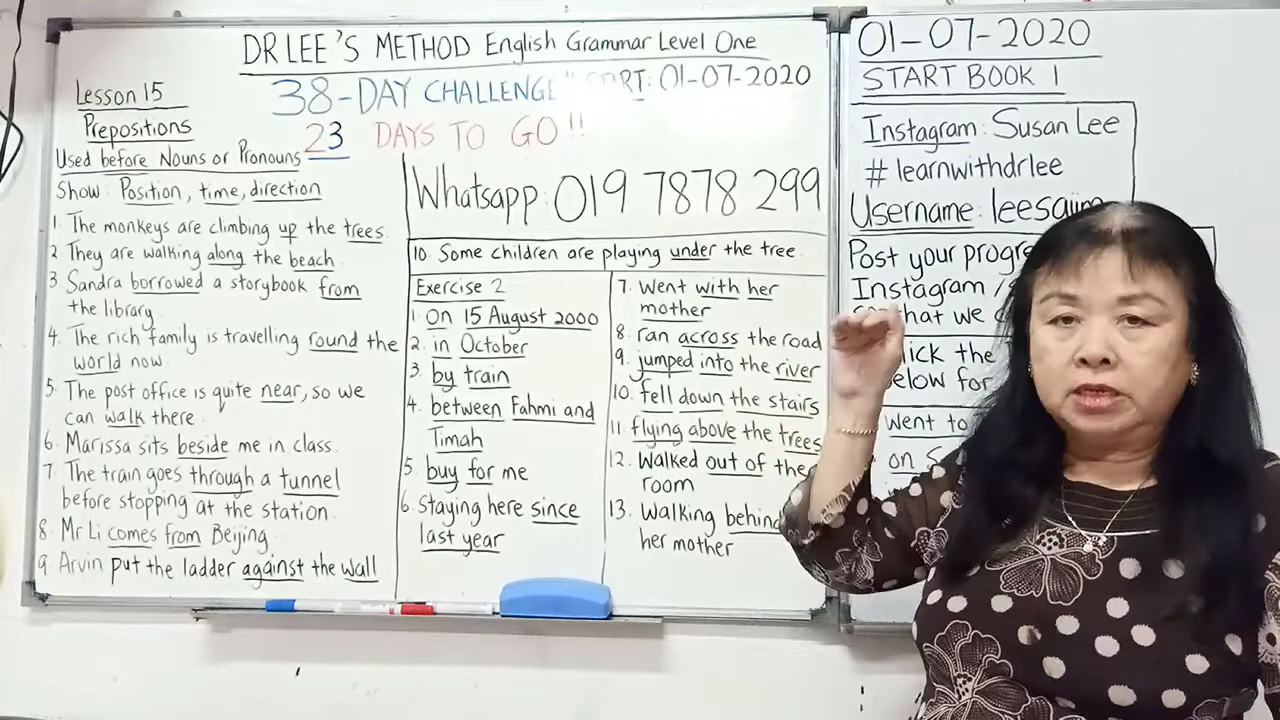 DR LEE'S METHOD English Grammar Level One
38-DAY CHALLENGE" START: 01-07-2020
23 DAYS TO GO!!
Lesson 15
Prepositions
Used before Nouns or Pronouns
Show: Position, time, direction
1. The monkeys are climbing up the trees.
2. They are walking along the beach.
3. Sandra borrowed a storybook from
the library.
4. The rich family is travelling round the
world now.
5. The post office is quite near, so we
can walk there.
6. Marissa sits beside me in class.
7. The train goes through a tunnel
before stopping at the station.
8. Mr Li comes from Beijing.
9. Arvin put the ladder against the wall
Whatsapp: 019 7878 299
10. Some children are playing under the tree.
Exercise 2
1. On 15 August 2000
2. in October
3. by train
4. between Fahmi and
Timah
5. buy for me
6. Staying here since
last year
7. Went with her
mother
8. ran across the road
9. jumped into the river
10. fell down the stairs
11. flying above the trees
12. Walked out of the
room
13. Walking behind
her mother
01-07-2020
START BOOK 1
Instagram: Susan Lee
# learnwithdrlee
Username: leesaim
Post your
Instagram /
that we
the
below for
Went to
on